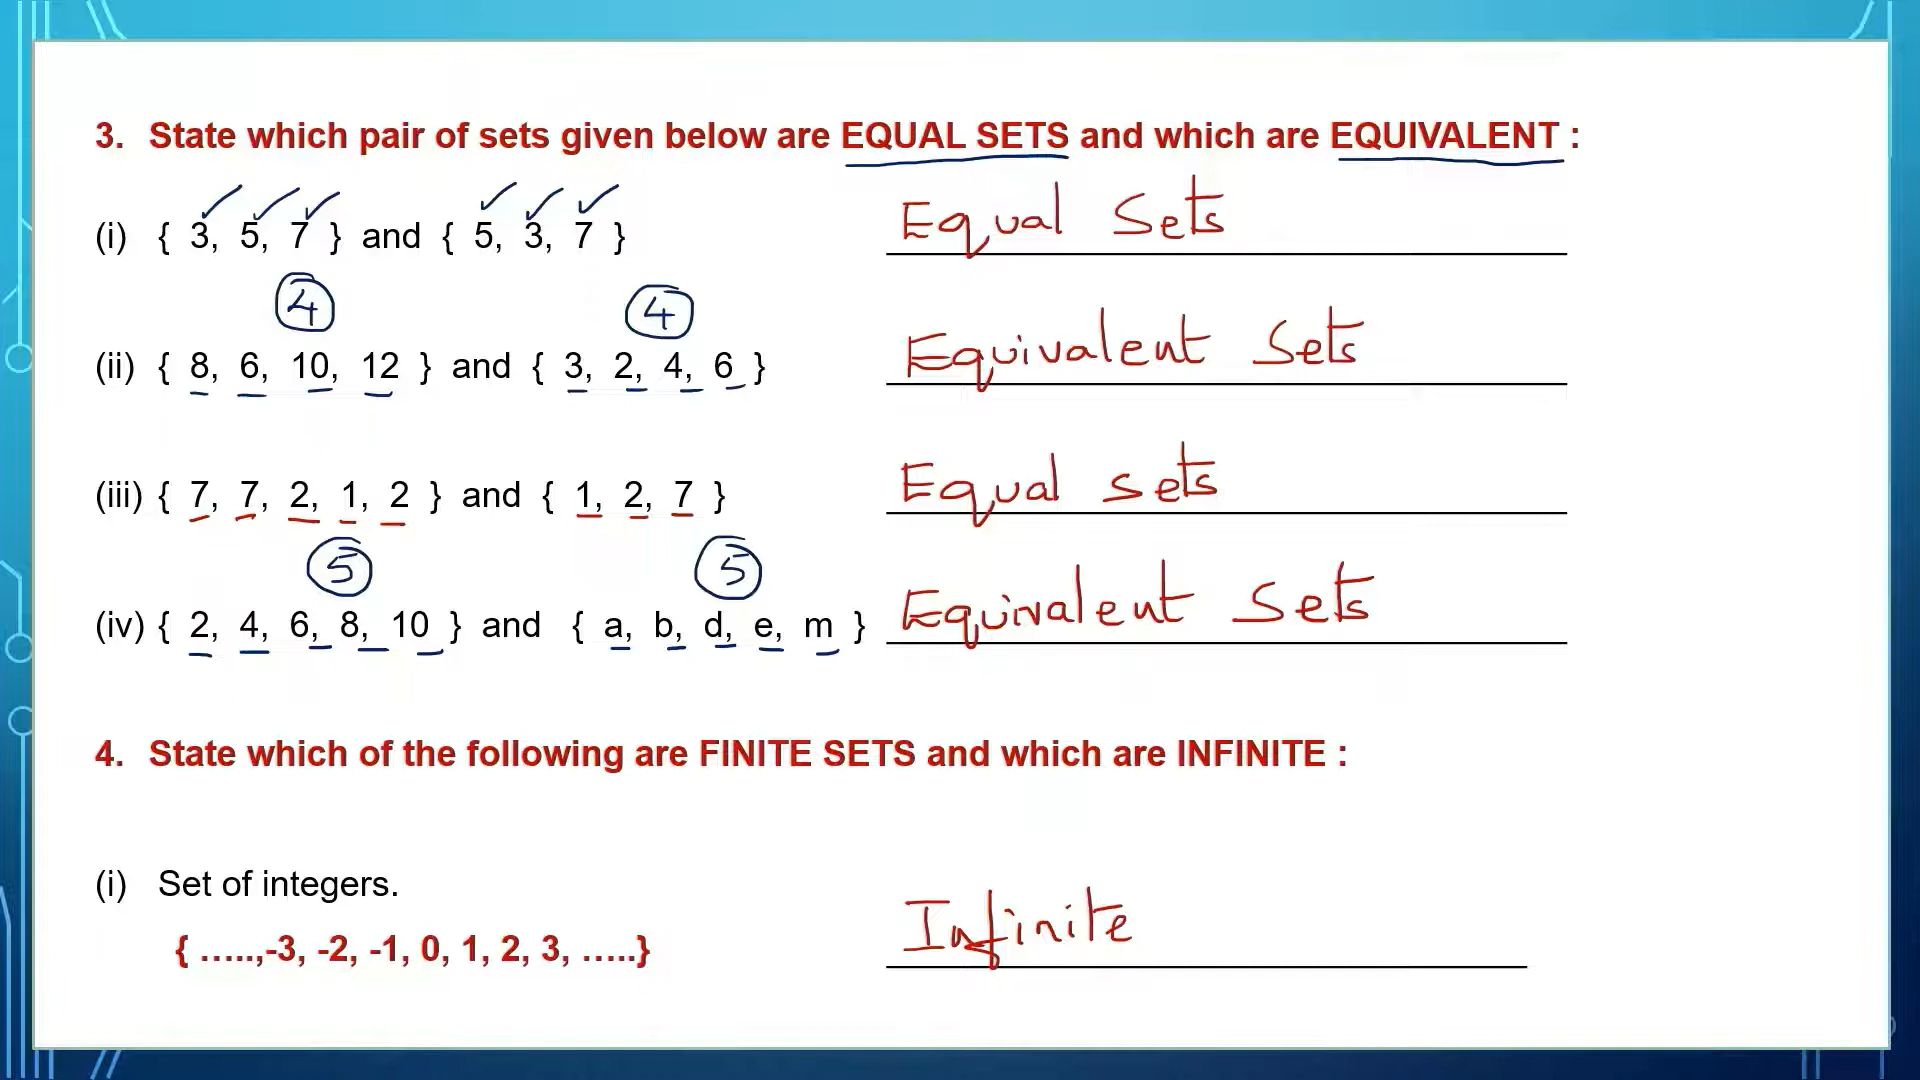 3. State which pair of sets given below are EQUAL SETS and which are EQUIVALENT :
(i) { 3, 5, 7 } and { 5, 3, 7 } Equal Sets
4 4
(ii) { 8, 6, 10, 12 } and { 3, 2, 4, 6 } Equivalent Sets
(iii) { 7, 7, 2, 1, 2 } and { 1, 2, 7 } Equal sets
5 5
(iv) { 2, 4, 6, 8, 10 } and { a, b, d, e, m } Equivalent Sets
4. State which of the following are FINITE SETS and which are INFINITE :
(i) Set of integers.
{ …..,-3, -2, -1, 0, 1, 2, 3, …..} Infinite